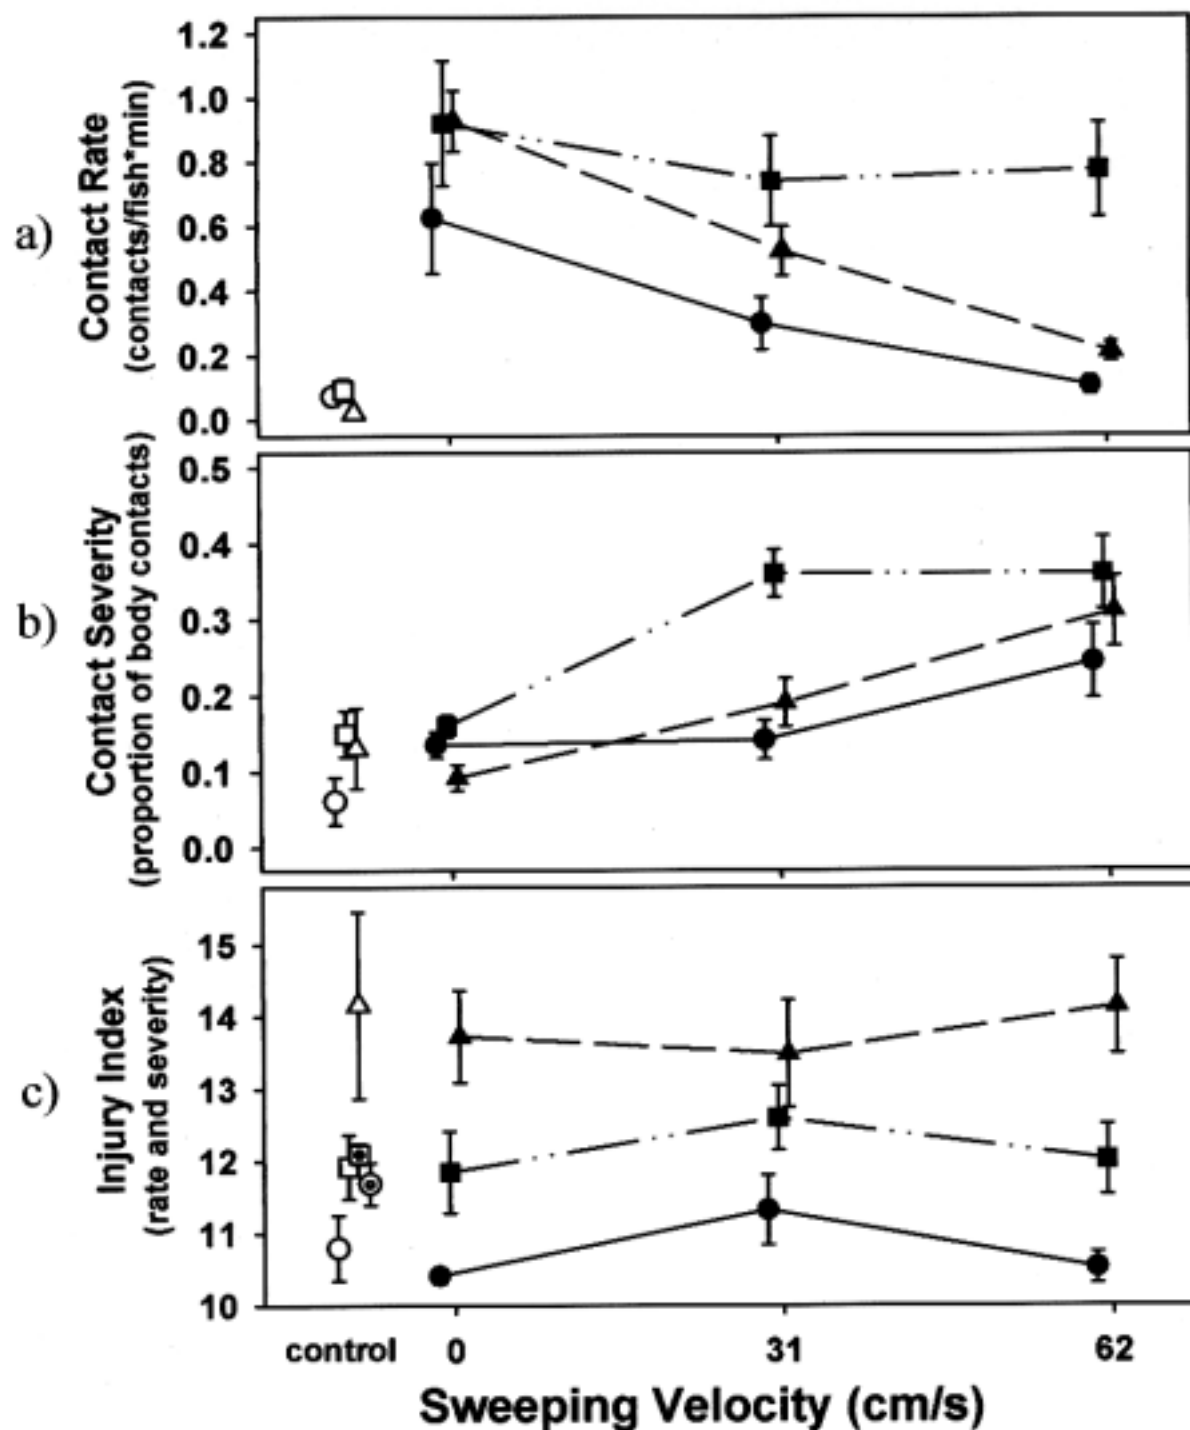 a)
Contact Rate
(contacts/fish*min)
1.2
1.0
0.8
0.6
0.4
0.2
0.0
b)
Contact Severity
(proportion of body contacts)
0.5
0.4
0.3
0.2
0.1
0.0
c)
Injury Index
(rate and severity)
15
14
13
12
11
10
control 0 31 62
Sweeping Velocity (cm/s)